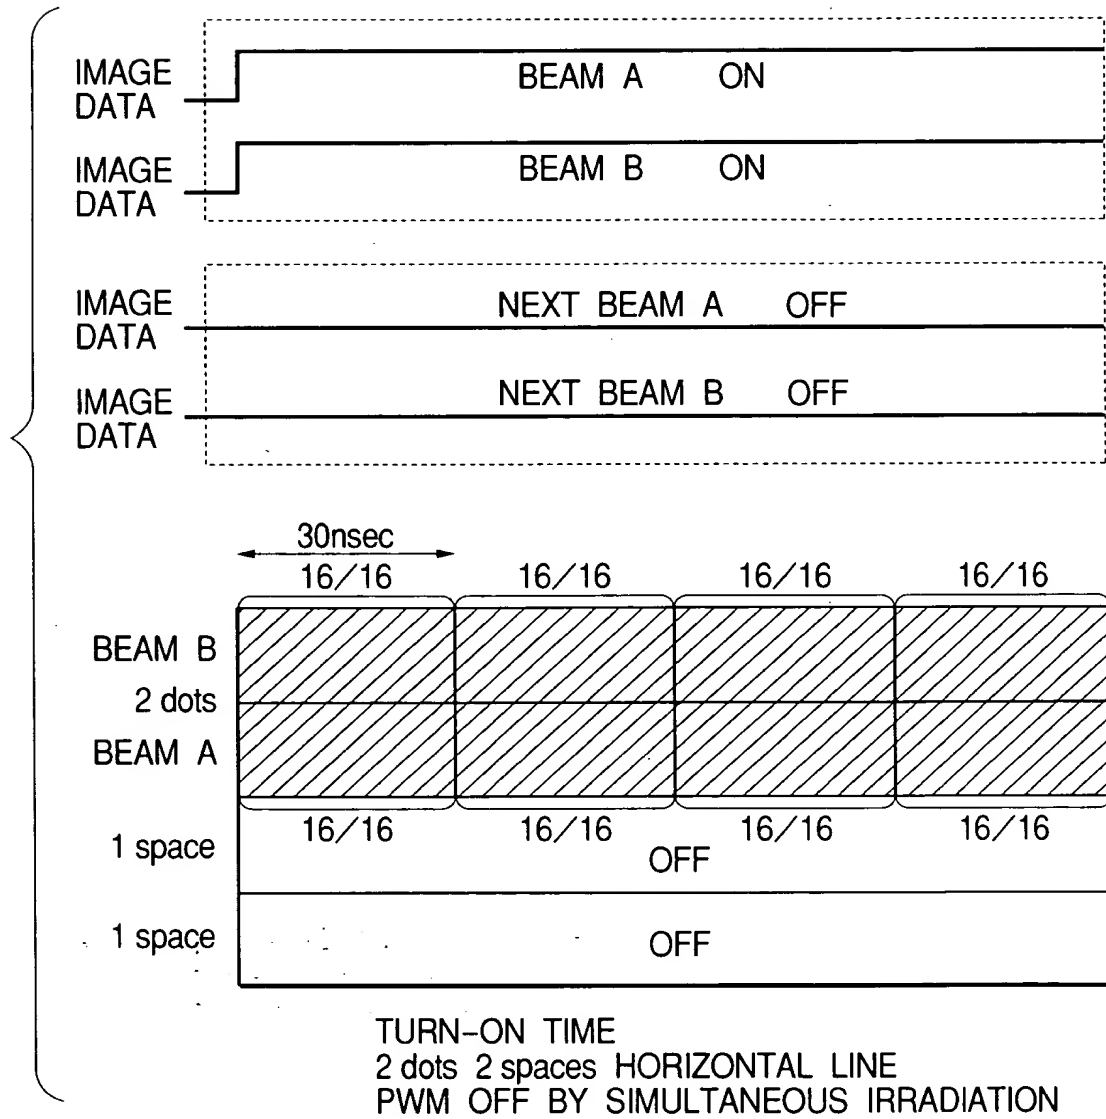 IMAGE
DATA
BEAM A ON
IMAGE
DATA
BEAM B ON
IMAGE
DATA
NEXT BEAM A OFF
IMAGE
DATA
NEXT BEAM B OFF
30nsec
16/16 16/16 16/16 16/16
BEAM B
2 dots
BEAM A
16/16 16/16 16/16 16/16
1 space
OFF
1 space
OFF
TURN-ON TIME
2 dots 2 spaces HORIZONTAL LINE
PWM OFF BY SIMULTANEOUS IRRADIATION